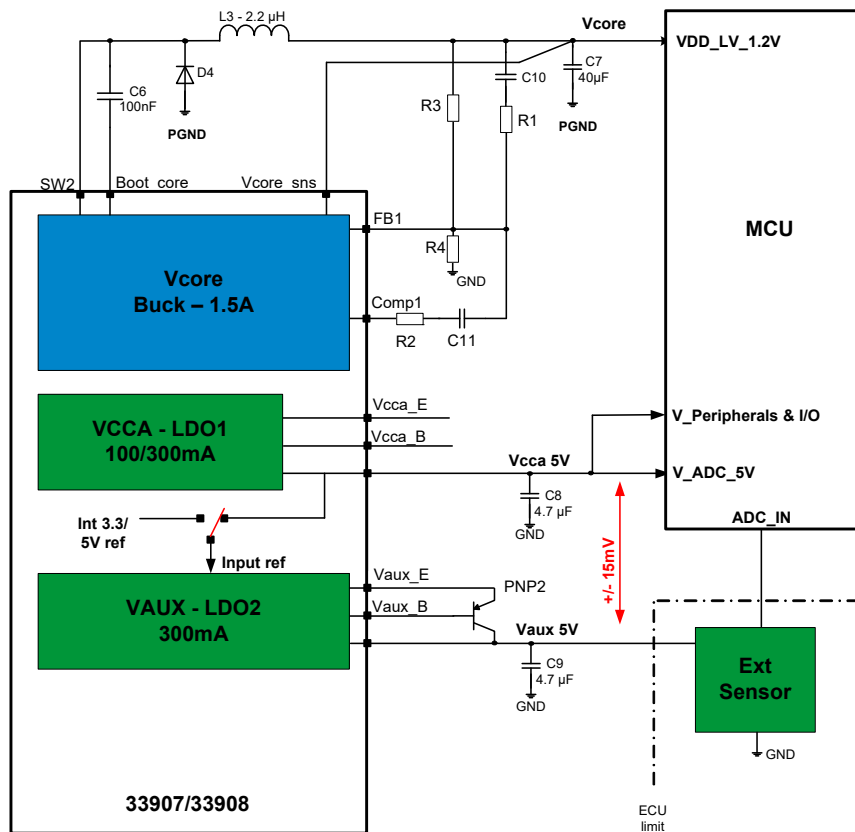 L3 - 2.2 µH
Vcore
VDD_LV_1.2V
C6
100nF
D4
PGND
C10
C7
40µF
PGND
R3
R1
SW2
Boot_core
Vcore_sns
FB1
MCU
R4
GND
Vcore
Buck – 1.5A
Comp1
R2
C11
Vcca_E
VCCA - LDO1
100/300mA
Vcca_B
V_Peripherals & I/O
Vcca 5V
V_ADC_5V
C8
4.7 µF
GND
ADC_IN
Int 3.3/
5V ref
Input ref
+/- 15mV
Vaux_E
PNP2
VAUX - LDO2
300mA
Vaux_B
Vaux 5V
C9
4.7 µF
GND
Ext
Sensor
GND
33907/33908
ECU
limit